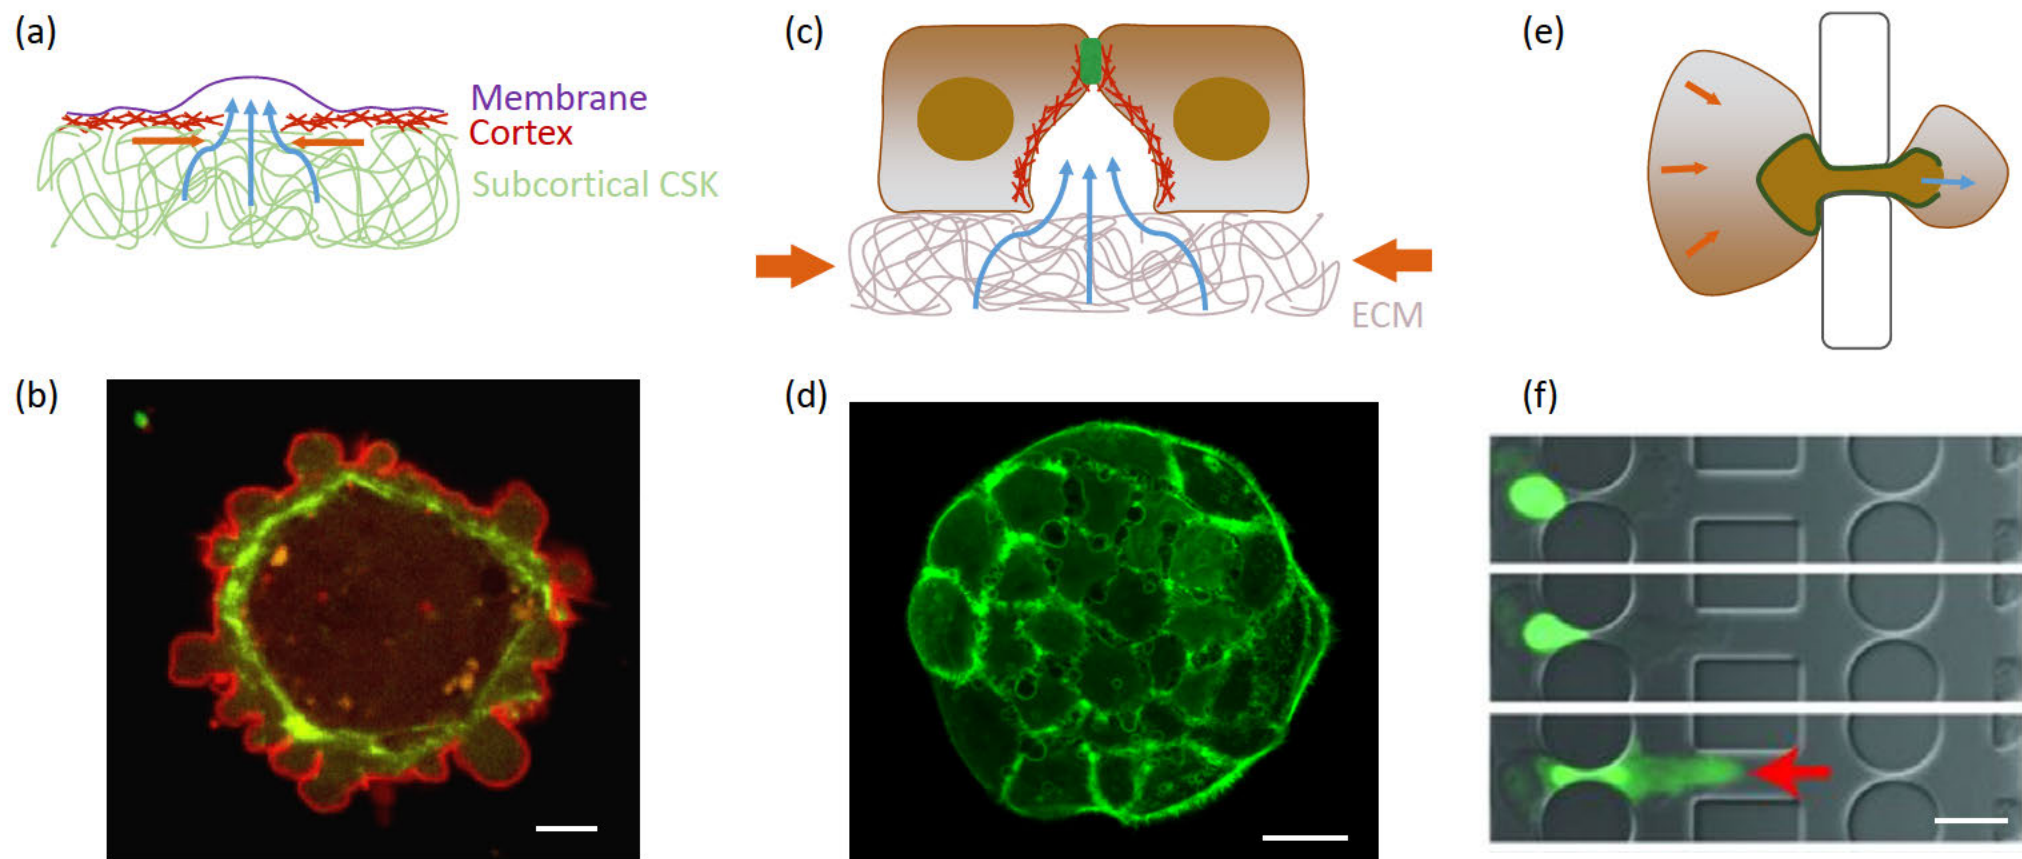 (a)
Membrane
Cortex
Subcortical CSK
(c)
ECM
(e)
(b)
(d)
(f)